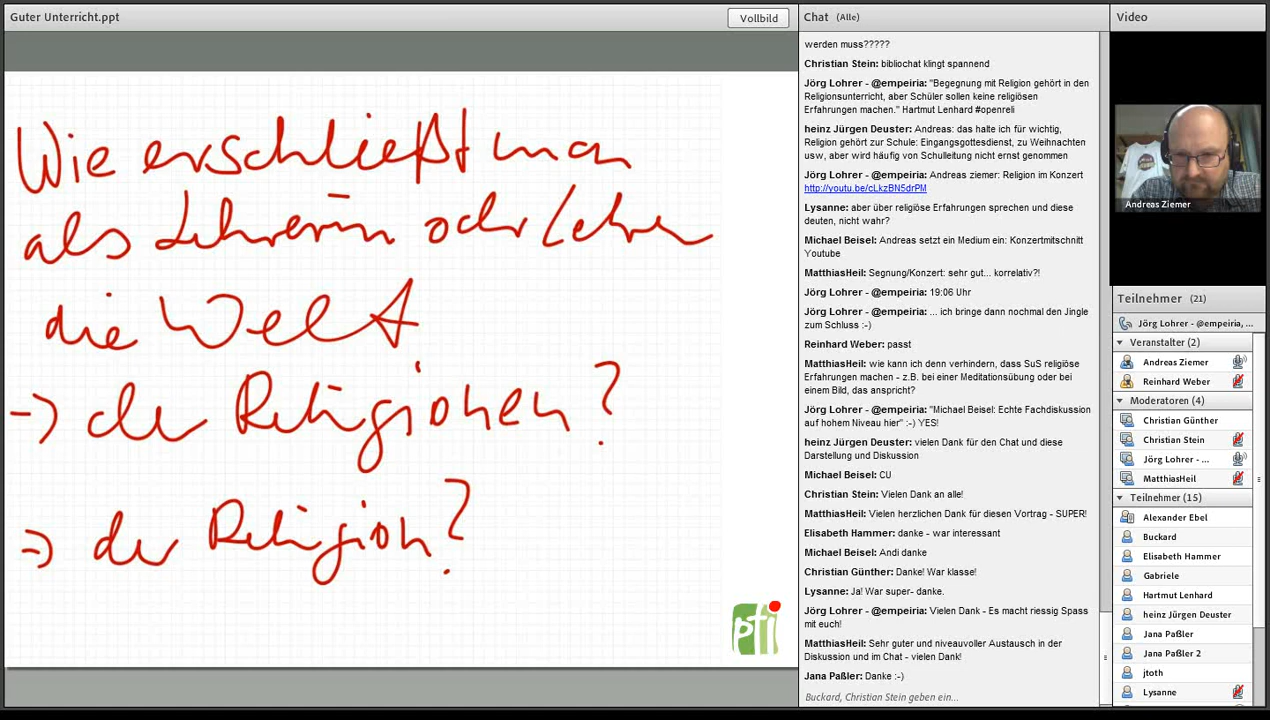 Guter Unterricht.ppt
Vollbild
Wie erschließt man
als Lehrerin oder Lehrer
die Welt
-> der Religionen?
=> der Religion?
pti
Chat (Alle)
werden muss?????
Christian Stein: bibliochat klingt spannend
Jörg Lohrer - @empeiria: "Begegnung mit Religion gehört in den
Religionsunterricht, aber Schüler sollen keine religiösen
Erfahrungen machen." Hartmut Lenhard #openreli
heinz Jürgen Deuster: Andreas: das halte ich für wichtig,
Religion gehört zur Schule: Eingangsgottesdienst, zu Weihnachten
usw, aber wird häufig von Schulleitung nicht ernst genommen
Jörg Lohrer - @empeiria: Andreas ziemer: Religion im Konzert
http://youtu.be/cLkzBN5drPM
Lysanne: aber über religiöse Erfahrungen sprechen und diese
deuten, nicht wahr?
Michael Beisel: Andreas setzt ein Medium ein: Konzertmitschnitt
Youtube
MatthiasHeil: Segnung/Konzert: sehr gut... korrelativ?!
Jörg Lohrer - @empeiria: 19:06 Uhr
Jörg Lohrer - @empeiria: ... ich bringe dann nochmal den Jingle
zum Schluss :-)
Reinhard Weber: passt
MatthiasHeil: wie kann ich denn verhindern, dass SuS religiöse
Erfahrungen machen - z.B. bei einer Meditationsübung oder bei
einem Bild, das anspricht?
Jörg Lohrer - @empeiria: "Michael Beisel: Echte Fachdiskussion
auf hohem Niveau hier" :-) YES!
heinz Jürgen Deuster: vielen Dank für den Chat und diese
Darstellung und Diskussion
Michael Beisel: CU
Christian Stein: Vielen Dank an alle!
MatthiasHeil: Vielen herzlichen Dank für diesen Vortrag - SUPER!
Elisabeth Hammer: danke - war interessant
Michael Beisel: Andi danke
Christian Günther: Danke! War klasse!
Lysanne: Ja! War super- danke.
Jörg Lohrer - @empeiria: Vielen Dank - Es macht riessig Spass
mit euch!
MatthiasHeil: Sehr guter und niveauvoller Austausch in der
Diskussion und im Chat - vielen Dank!
Jana Paßler: Danke :-)
Buckard, Christian Stein geben ein...
Video
Andreas Ziemer
Teilnehmer (21)
Jörg Lohrer - @empeiria, ...
Veranstalter (2)
Andreas Ziemer
Reinhard Weber
Moderatoren (4)
Christian Günther
Christian Stein
Jörg Lohrer - ...
MatthiasHeil
Teilnehmer (15)
Alexander Ebel
Buckard
Elisabeth Hammer
Gabriele
Hartmut Lenhard
heinz Jürgen Deuster
Jana Paßler
Jana Paßler 2
jtoth
Lysanne